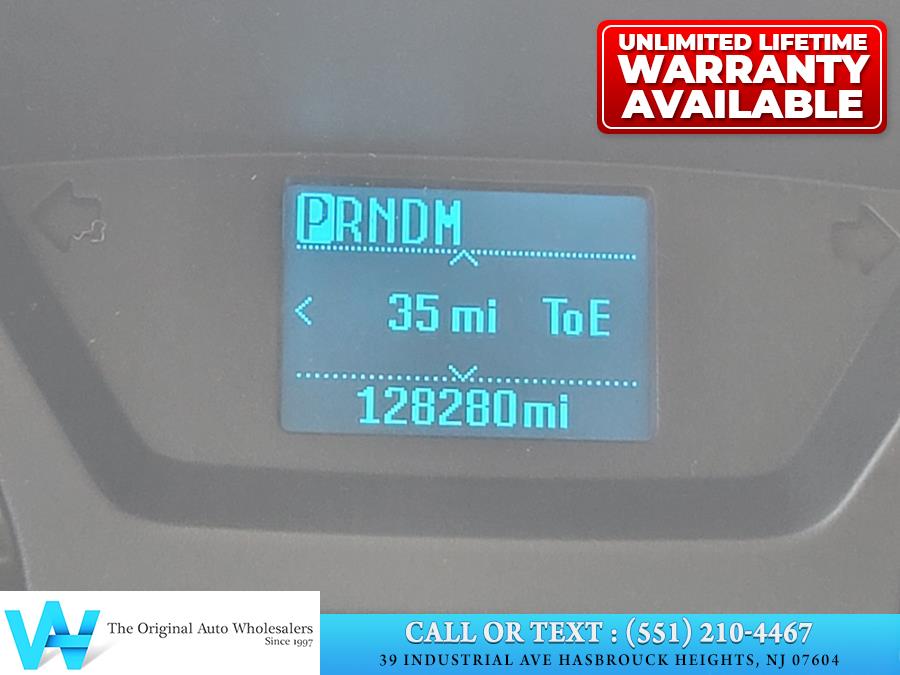 UNLIMITED LIFETIME
WARRANTY
AVAILABLE
PRNDM
35 mi ToE
128280mi
The Original Auto Wholesalers
Since 1997
CALL OR TEXT : (551) 210-4467
39 INDUSTRIAL AVE HASBROUCK HEIGHTS, NJ 07604